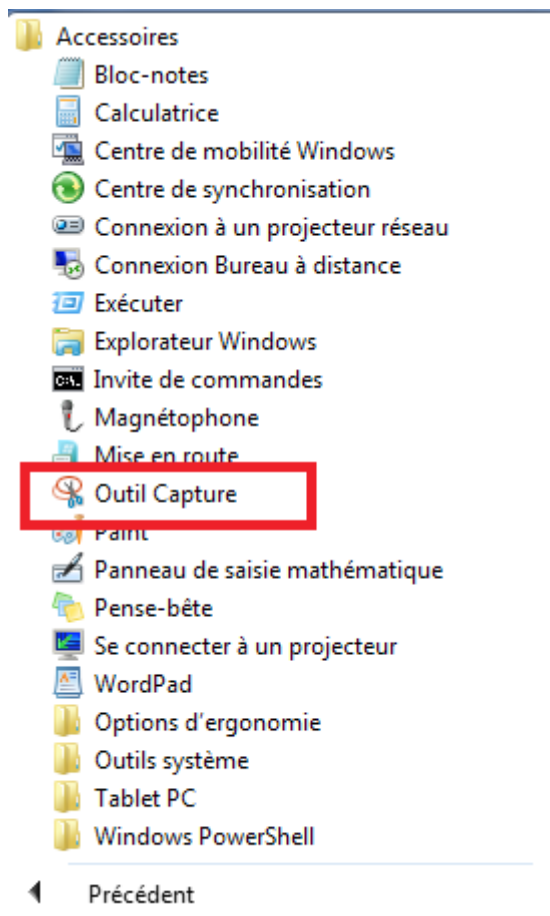 Accessoires
Bloc-notes
Calculatrice
Centre de mobilité Windows
Centre de synchronisation
Connexion à un projecteur réseau
Connexion Bureau à distance
Exécuter
Explorateur Windows
Invite de commandes
Magnétophone
Mise en route
Outil Capture
Paint
Panneau de saisie mathématique
Pense-bête
Se connecter à un projecteur
WordPad
Options d'ergonomie
Outils système
Tablet PC
Windows PowerShell
Précédent